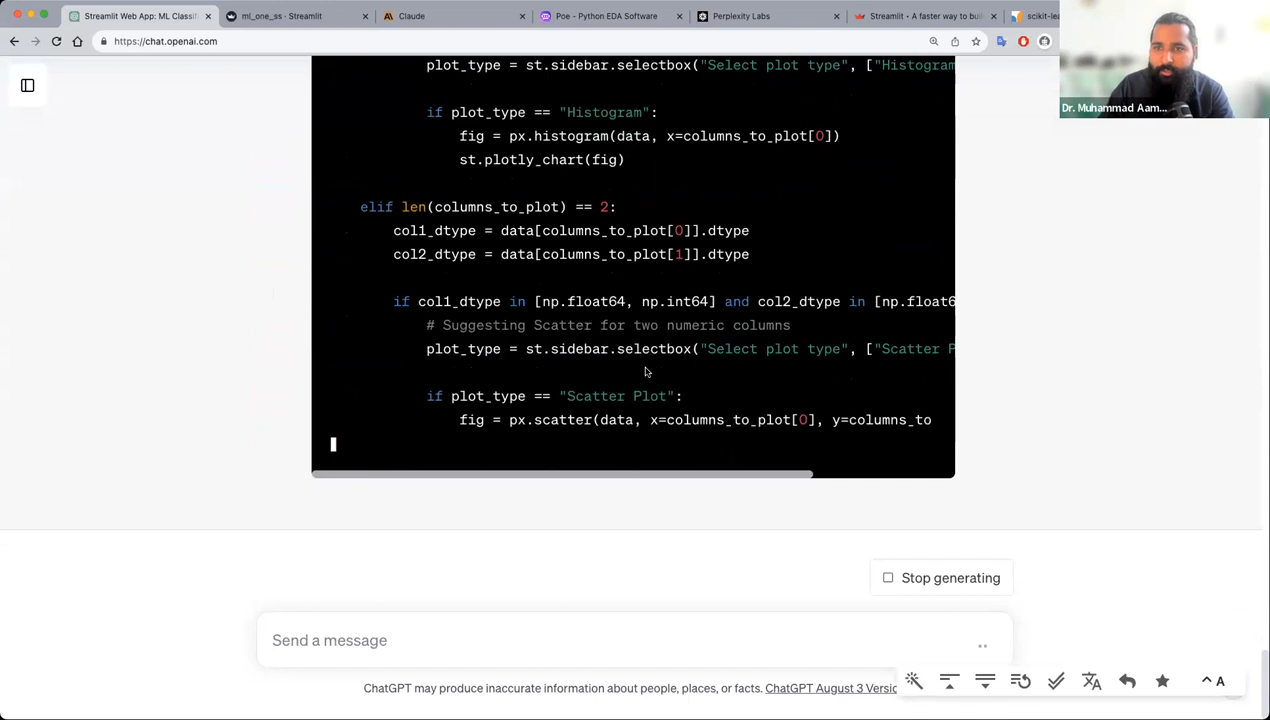 Streamlit Web App: ML Classif
ml_one_ss · Streamlit
Claude
Poe - Python EDA Software
Perplexity Labs
Streamlit • A faster way to bui
scikit-lea
https://chat.openai.com
Dr. Muhammad Aam...
plot_type = st.sidebar.selectbox("Select plot type", ["Histogram
if plot_type == "Histogram":
fig = px.histogram(data, x=columns_to_plot[0])
st.plotly_chart(fig)
elif len(columns_to_plot) == 2:
col1_dtype = data[columns_to_plot[0]].dtype
col2_dtype = data[columns_to_plot[1]].dtype
if col1_dtype in [np.float64, np.int64] and col2_dtype in [np.float6
# Suggesting Scatter for two numeric columns
plot_type = st.sidebar.selectbox("Select plot type", ["Scatter P
if plot_type == "Scatter Plot":
fig = px.scatter(data, x=columns_to_plot[0], y=columns_to
Stop generating
Send a message
ChatGPT may produce inaccurate information about people, places, or facts. ChatGPT August 3 Versio
A